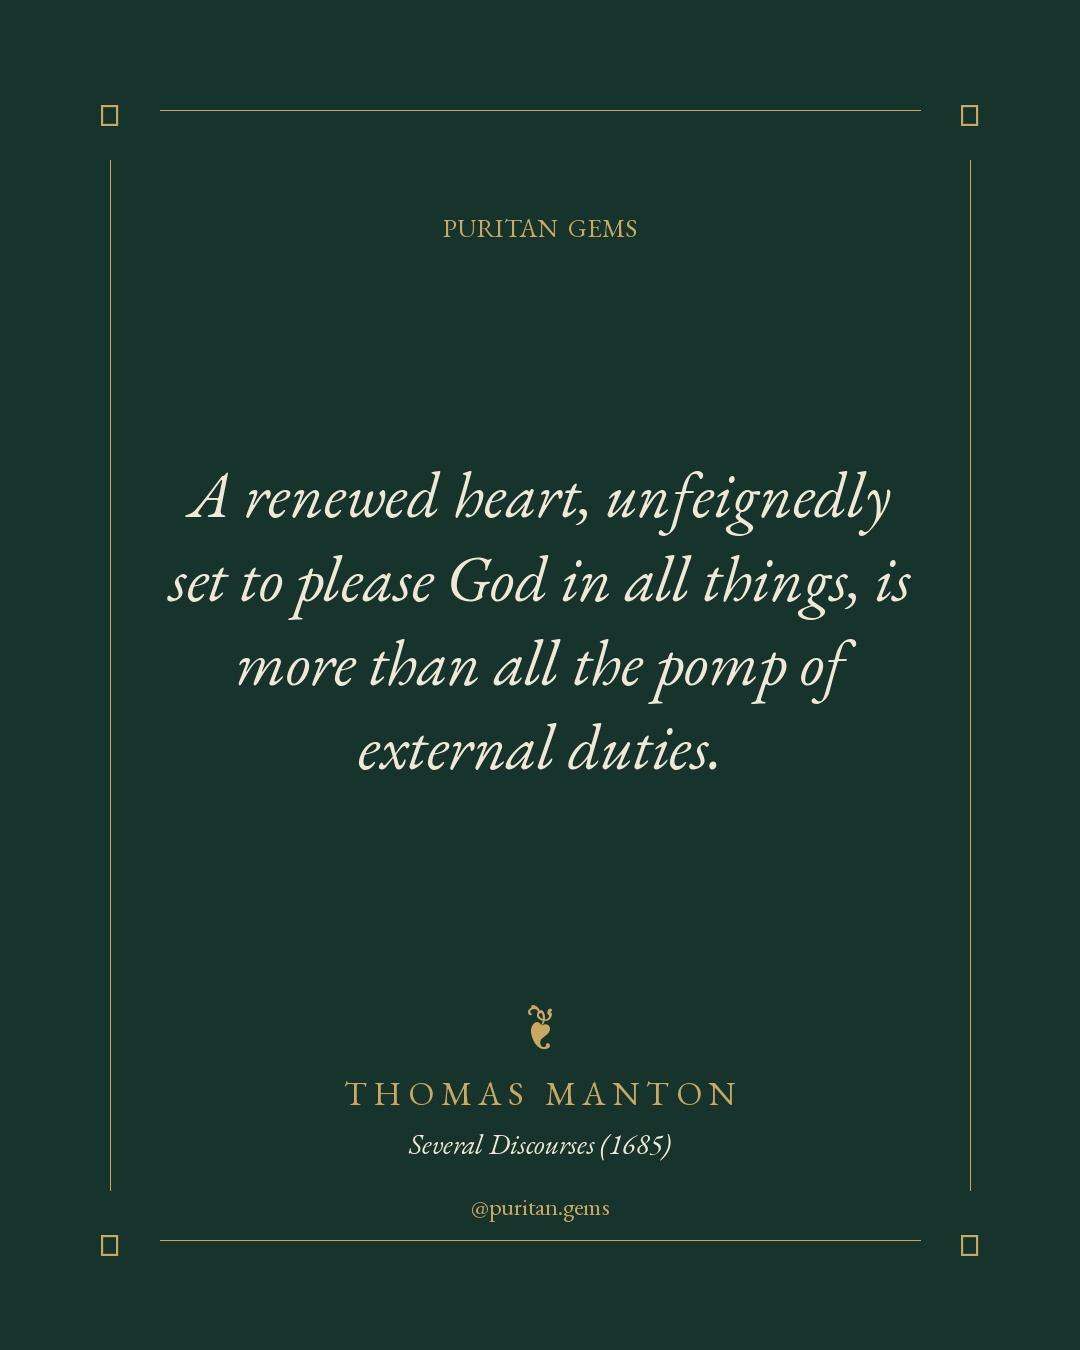 PURITAN GEMS
A renewed heart, unfeignedly
set to please God in all things, is
more than all the pomp of
external duties.
❦
THOMAS MANTON
Several Discourses (1685)
@puritan.gems